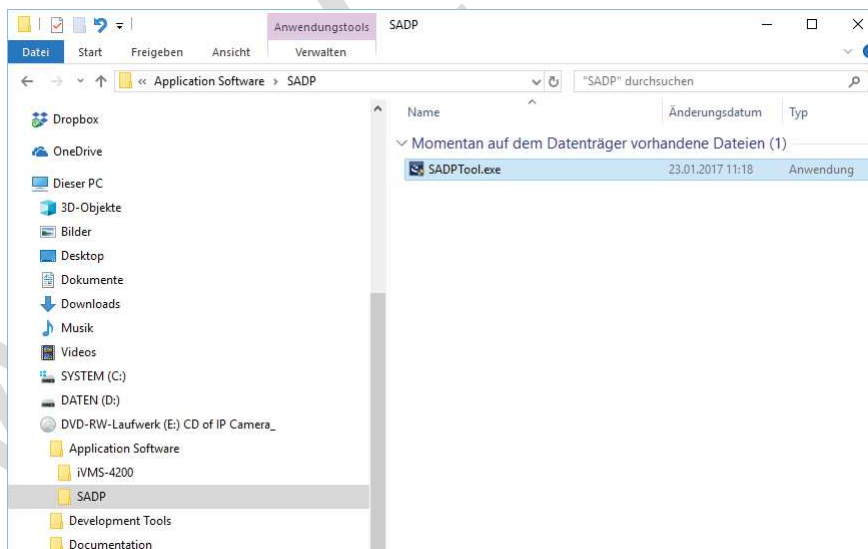 Anwendungstools SADP
Datei Start Freigeben Ansicht Verwalten
« Application Software › SADP "SADP" durchsuchen
Dropbox
OneDrive
Dieser PC
3D-Objekte
Bilder
Desktop
Dokumente
Downloads
Musik
Videos
SYSTEM (C:)
DATEN (D:)
DVD-RW-Laufwerk (E:) CD of IP Camera_
Application Software
iVMS-4200
SADP
Development Tools
Documentation
Name Änderungsdatum Typ
Momentan auf dem Datenträger vorhandene Dateien (1)
SADPTool.exe 23.01.2017 11:18 Anwendung